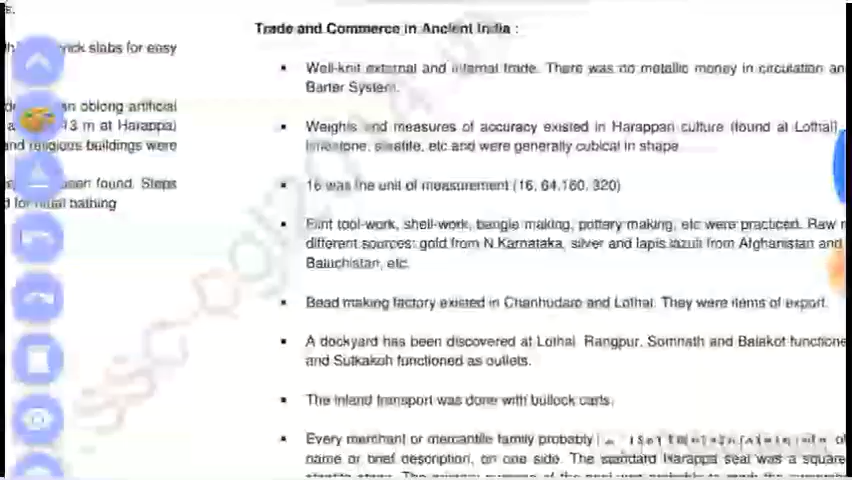 s.
ick slabs for easy
an oblong artificial
13 m at Harappa)
and religious buildings were
been found. Steps
for ritual bathing
Trade and Commerce in Ancient India :
Well-knit external and internal trade. There was no metallic money in circulation an
Barter System.
Weights and measures of accuracy existed in Harappan culture (found at Lothal).
limestone, steatite, etc and were generally cubical in shape
16 was the unit of measurement (16, 64,160, 320)
Flint tool-work, shell-work, bangle making, pottery making, etc were practiced. Raw
different sources: gold from N.Karnataka, silver and lapis lazuli from Afghanistan and
Baluchistan, etc.
Bead making factory existed in Chanhudaro and Lothal. They were items of export.
A dockyard has been discovered at Lothal. Rangpur, Somnath and Balakot functione
and Sutkakoh functioned as outlets.
The inland transport was done with bullock carts.
Every merchant or mercantile family probably
name or brief description, on one side. The standard Harappa seal was a square